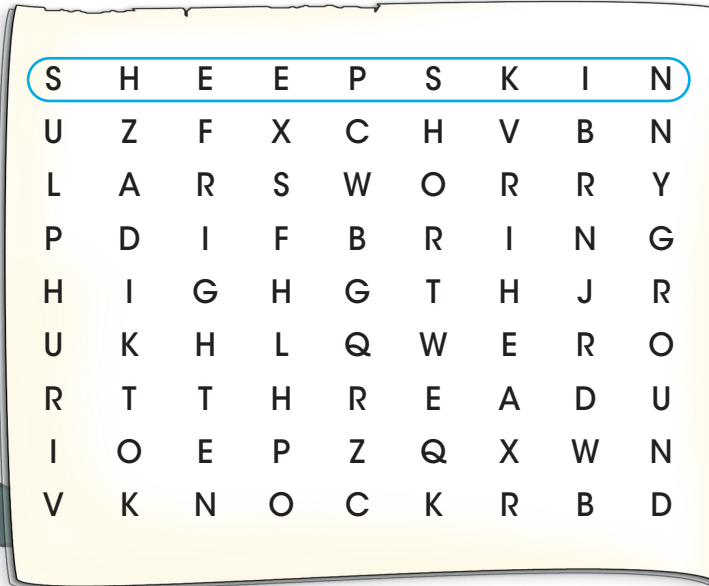 S H E E P S K I N
U Z F X C H V B N
L A R S W O R R Y
P D I F B R I N G
H I G H G T H J R
U K H L Q W E R O
R T T H R E A D U
I O E P Z Q X W N
V K N O C K R B D